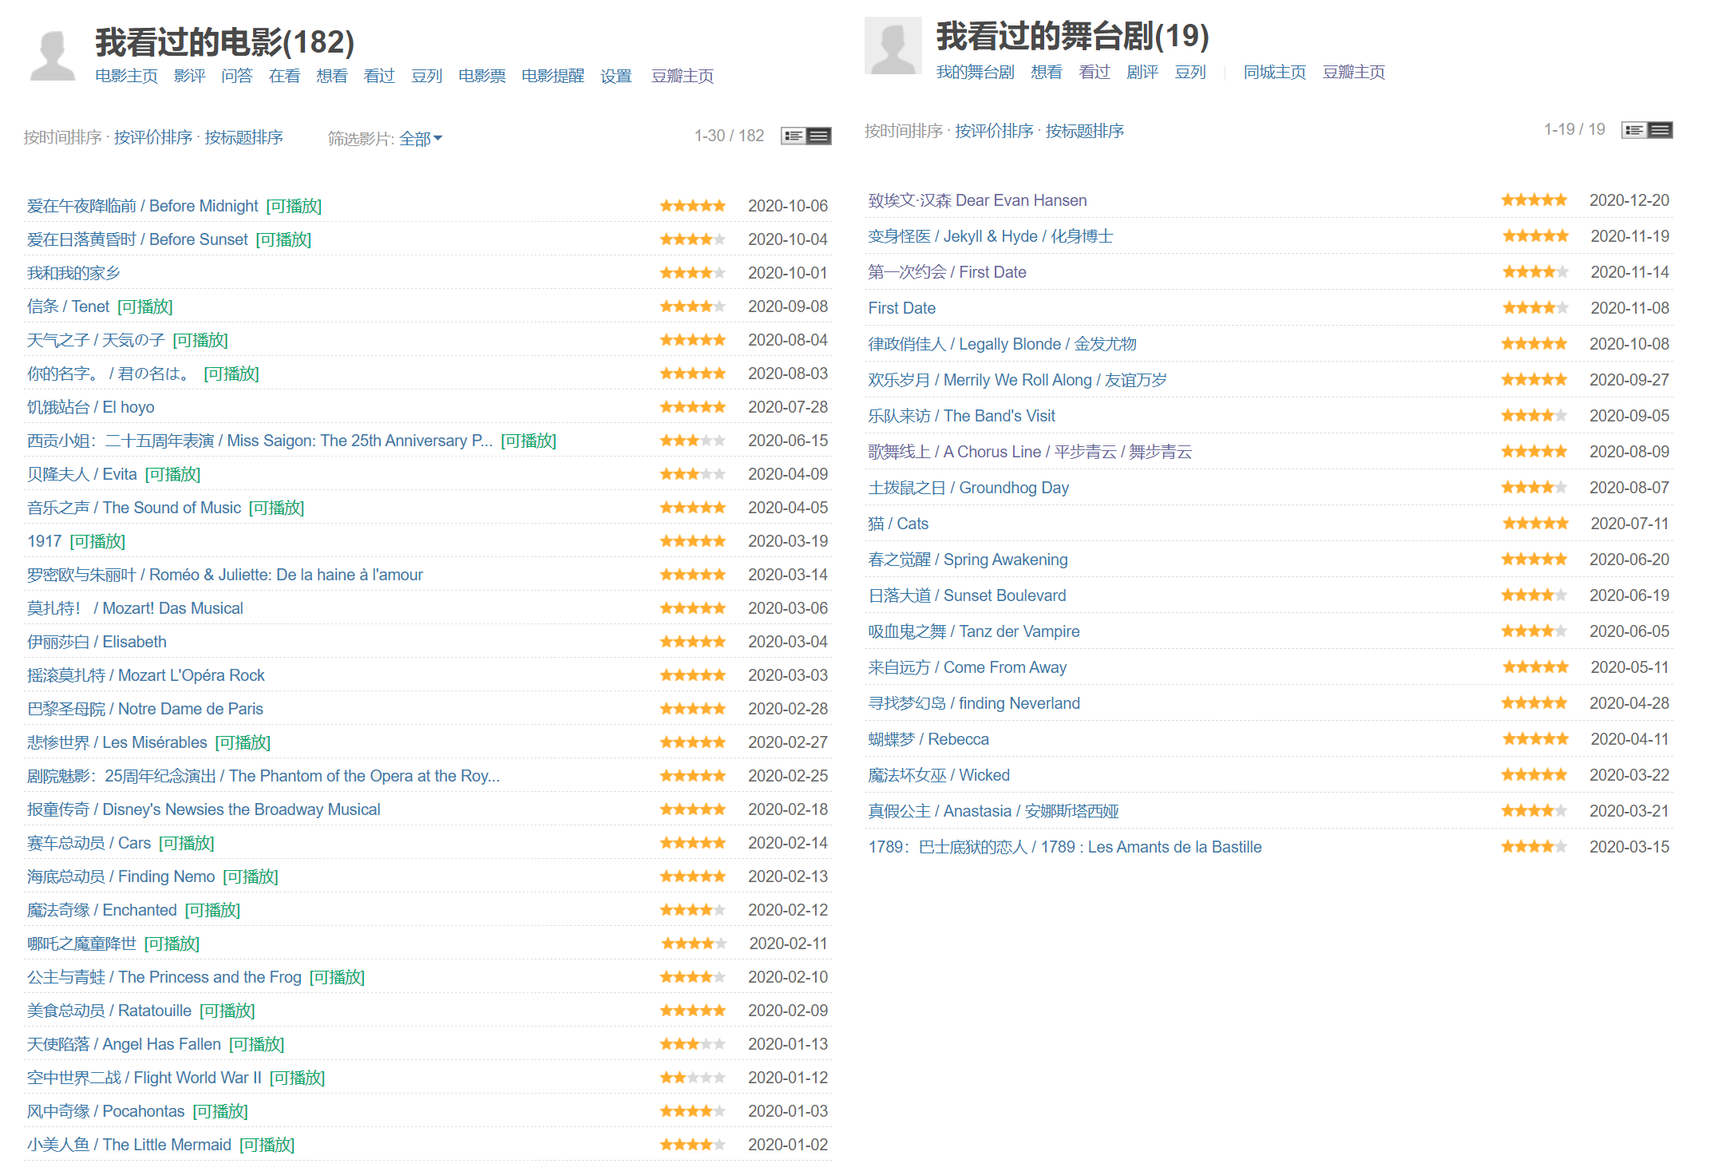 我看过的电影(182)
电影主页 影评 问答 在看 想看 看过 豆列 电影票 电影提醒 设置 豆瓣主页
按时间排序 · 按评价排序 · 按标题排序 筛选影片: 全部 1-30 / 182
爱在午夜降临前 / Before Midnight [可播放] 2020-10-06
爱在日落黄昏时 / Before Sunset [可播放] 2020-10-04
我和我的家乡 2020-10-01
信条 / Tenet [可播放] 2020-09-08
天气之子 / 天気の子 [可播放] 2020-08-04
你的名字。 / 君の名は。 [可播放] 2020-08-03
饥饿站台 / El hoyo 2020-07-28
西贡小姐：二十五周年表演 / Miss Saigon: The 25th Anniversary P... [可播放] 2020-06-15
贝隆夫人 / Evita [可播放] 2020-04-09
音乐之声 / The Sound of Music [可播放] 2020-04-05
1917 [可播放] 2020-03-19
罗密欧与朱丽叶 / Roméo & Juliette: De la haine à l'amour 2020-03-14
莫扎特！ / Mozart! Das Musical 2020-03-06
伊丽莎白 / Elisabeth 2020-03-04
摇滚莫扎特 / Mozart L'Opéra Rock 2020-03-03
巴黎圣母院 / Notre Dame de Paris 2020-02-28
悲惨世界 / Les Misérables [可播放] 2020-02-27
剧院魅影：25周年纪念演出 / The Phantom of the Opera at the Roy... 2020-02-25
报童传奇 / Disney's Newsies the Broadway Musical 2020-02-18
赛车总动员 / Cars [可播放] 2020-02-14
海底总动员 / Finding Nemo [可播放] 2020-02-13
魔法奇缘 / Enchanted [可播放] 2020-02-12
哪吒之魔童降世 [可播放] 2020-02-11
公主与青蛙 / The Princess and the Frog [可播放] 2020-02-10
美食总动员 / Ratatouille [可播放] 2020-02-09
天使陷落 / Angel Has Fallen [可播放] 2020-01-13
空中世界二战 / Flight World War II [可播放] 2020-01-12
风中奇缘 / Pocahontas [可播放] 2020-01-03
小美人鱼 / The Little Mermaid [可播放] 2020-01-02
我看过的舞台剧(19)
我的舞台剧 想看 看过 剧评 豆列 | 同城主页 豆瓣主页
按时间排序 · 按评价排序 · 按标题排序 1-19 / 19
致埃文·汉森 Dear Evan Hansen 2020-12-20
变身怪医 / Jekyll & Hyde / 化身博士 2020-11-19
第一次约会 / First Date 2020-11-14
First Date 2020-11-08
律政俏佳人 / Legally Blonde / 金发尤物 2020-10-08
欢乐岁月 / Merrily We Roll Along / 友谊万岁 2020-09-27
乐队来访 / The Band's Visit 2020-09-05
歌舞线上 / A Chorus Line / 平步青云 / 舞步青云 2020-08-09
土拨鼠之日 / Groundhog Day 2020-08-07
猫 / Cats 2020-07-11
春之觉醒 / Spring Awakening 2020-06-20
日落大道 / Sunset Boulevard 2020-06-19
吸血鬼之舞 / Tanz der Vampire 2020-06-05
来自远方 / Come From Away 2020-05-11
寻找梦幻岛 / finding Neverland 2020-04-28
蝴蝶梦 / Rebecca 2020-04-11
魔法坏女巫 / Wicked 2020-03-22
真假公主 / Anastasia / 安娜斯塔西娅 2020-03-21
1789：巴士底狱的恋人 / 1789 : Les Amants de la Bastille 2020-03-15